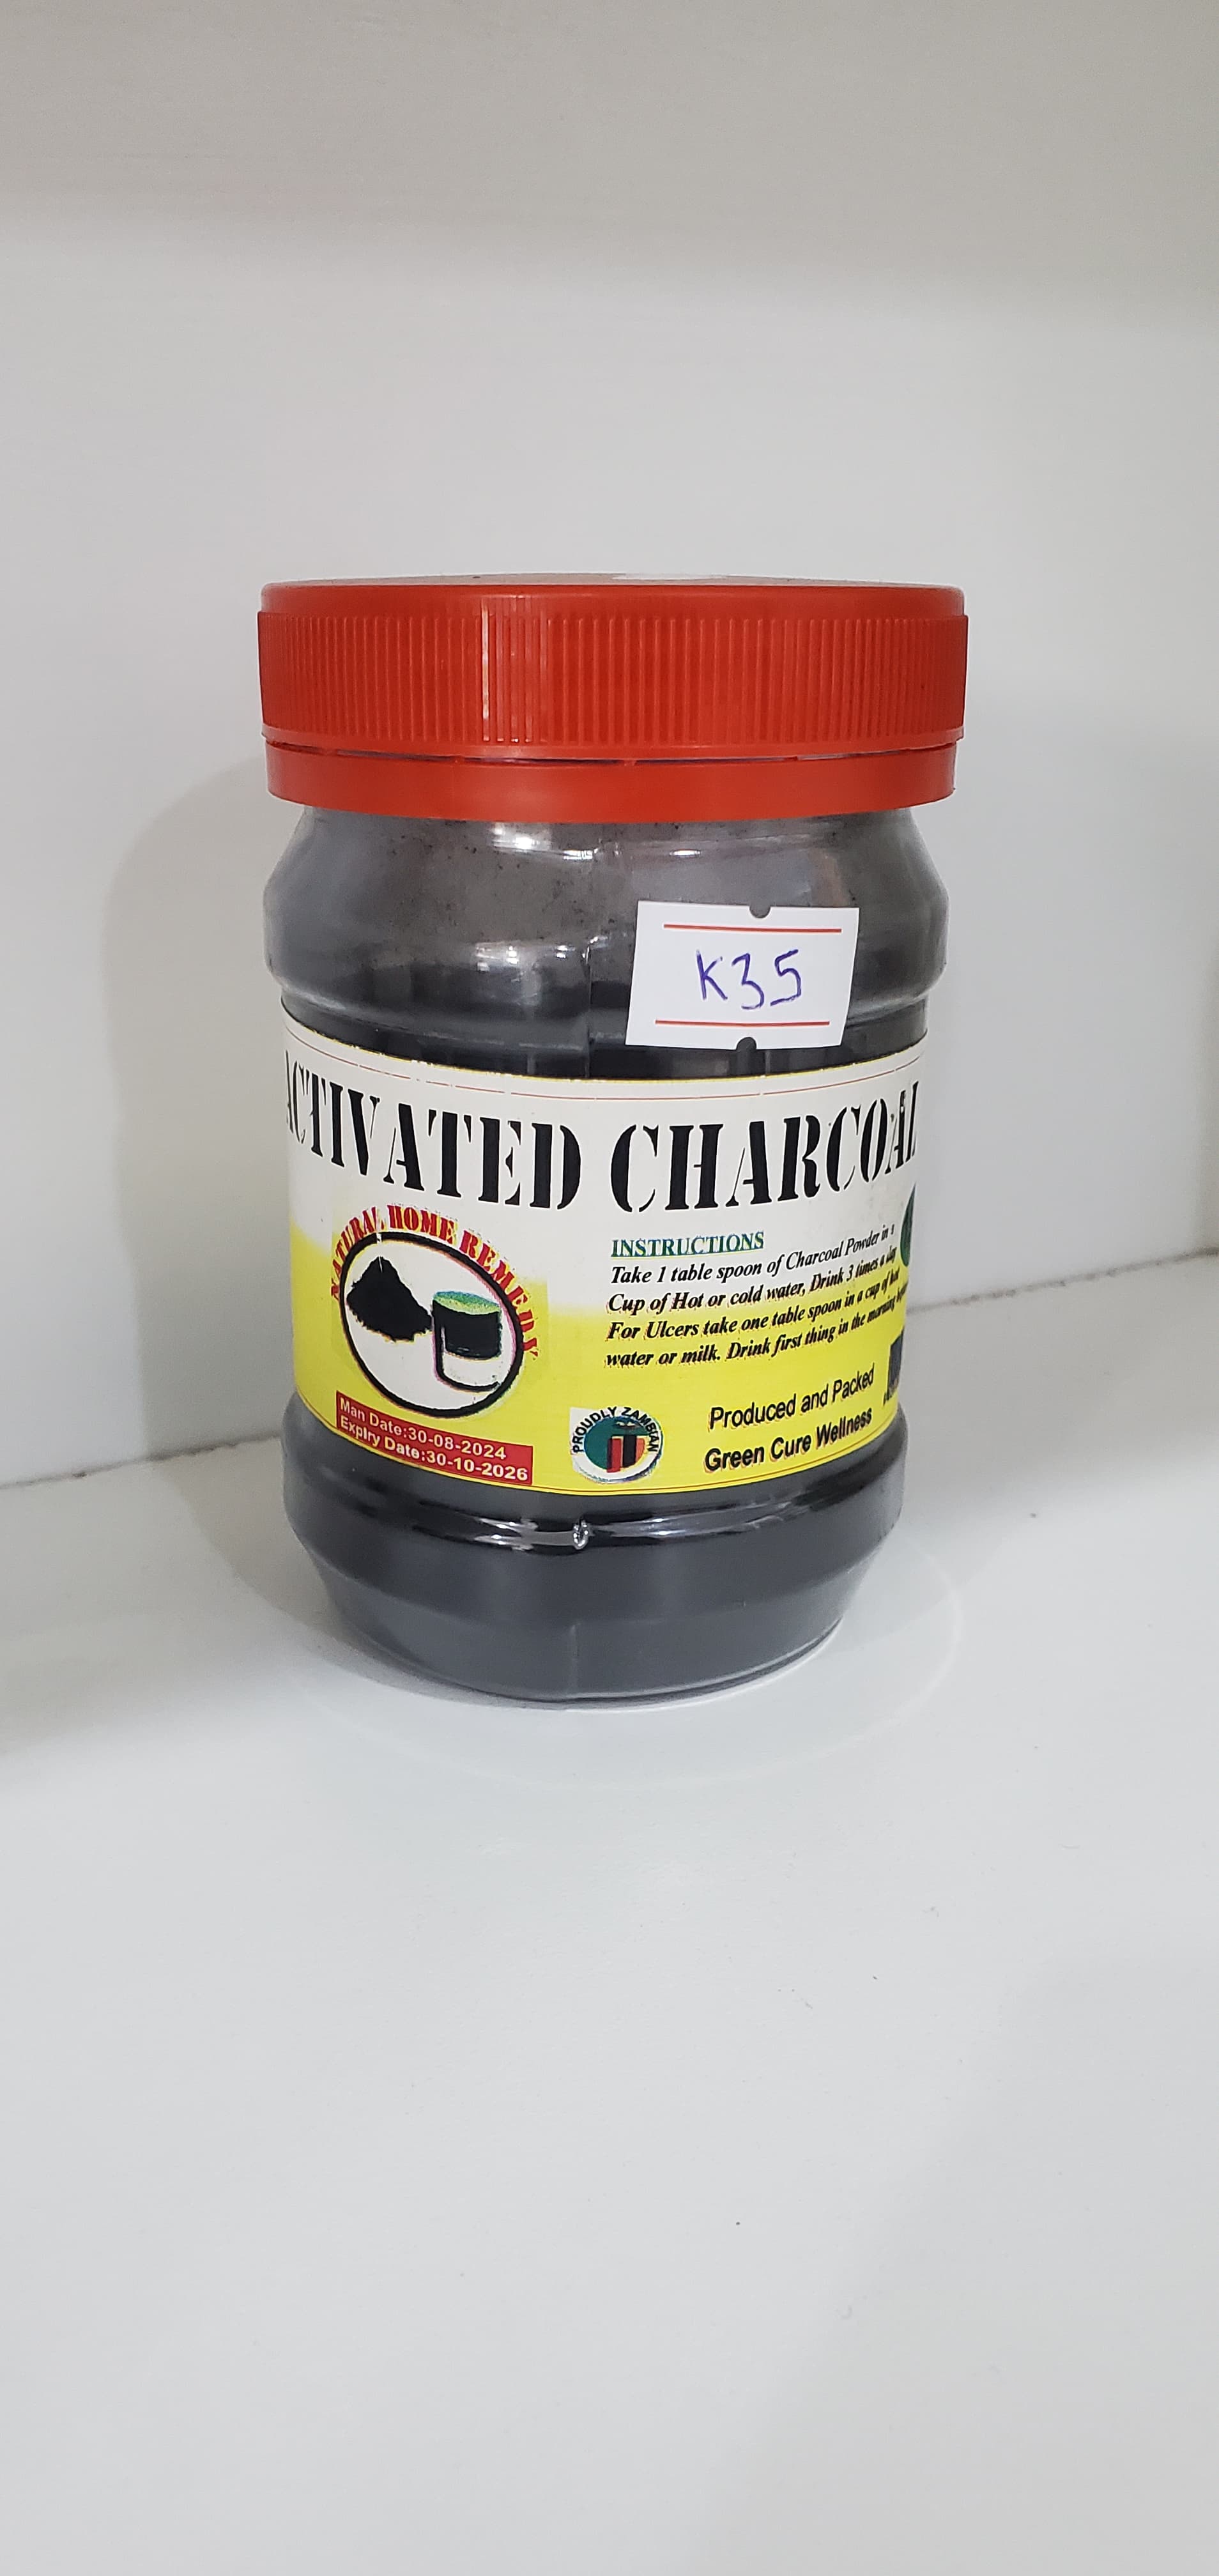 K35
ACTIVATED CHARCOAL
NATURAL HOME REMEDY
INSTRUCTIONS
Take 1 table spoon of Charcoal Powder in a
Cup of Hot or cold water, Drink 3 times a day
For Ulcers take one table spoon in a cup of hot
water or milk. Drink first thing in the morning
Man Date:30-08-2024
Expiry Date:30-10-2026
PROUDLY ZAMBIAN
Produced and Packed
Green Cure Wellness